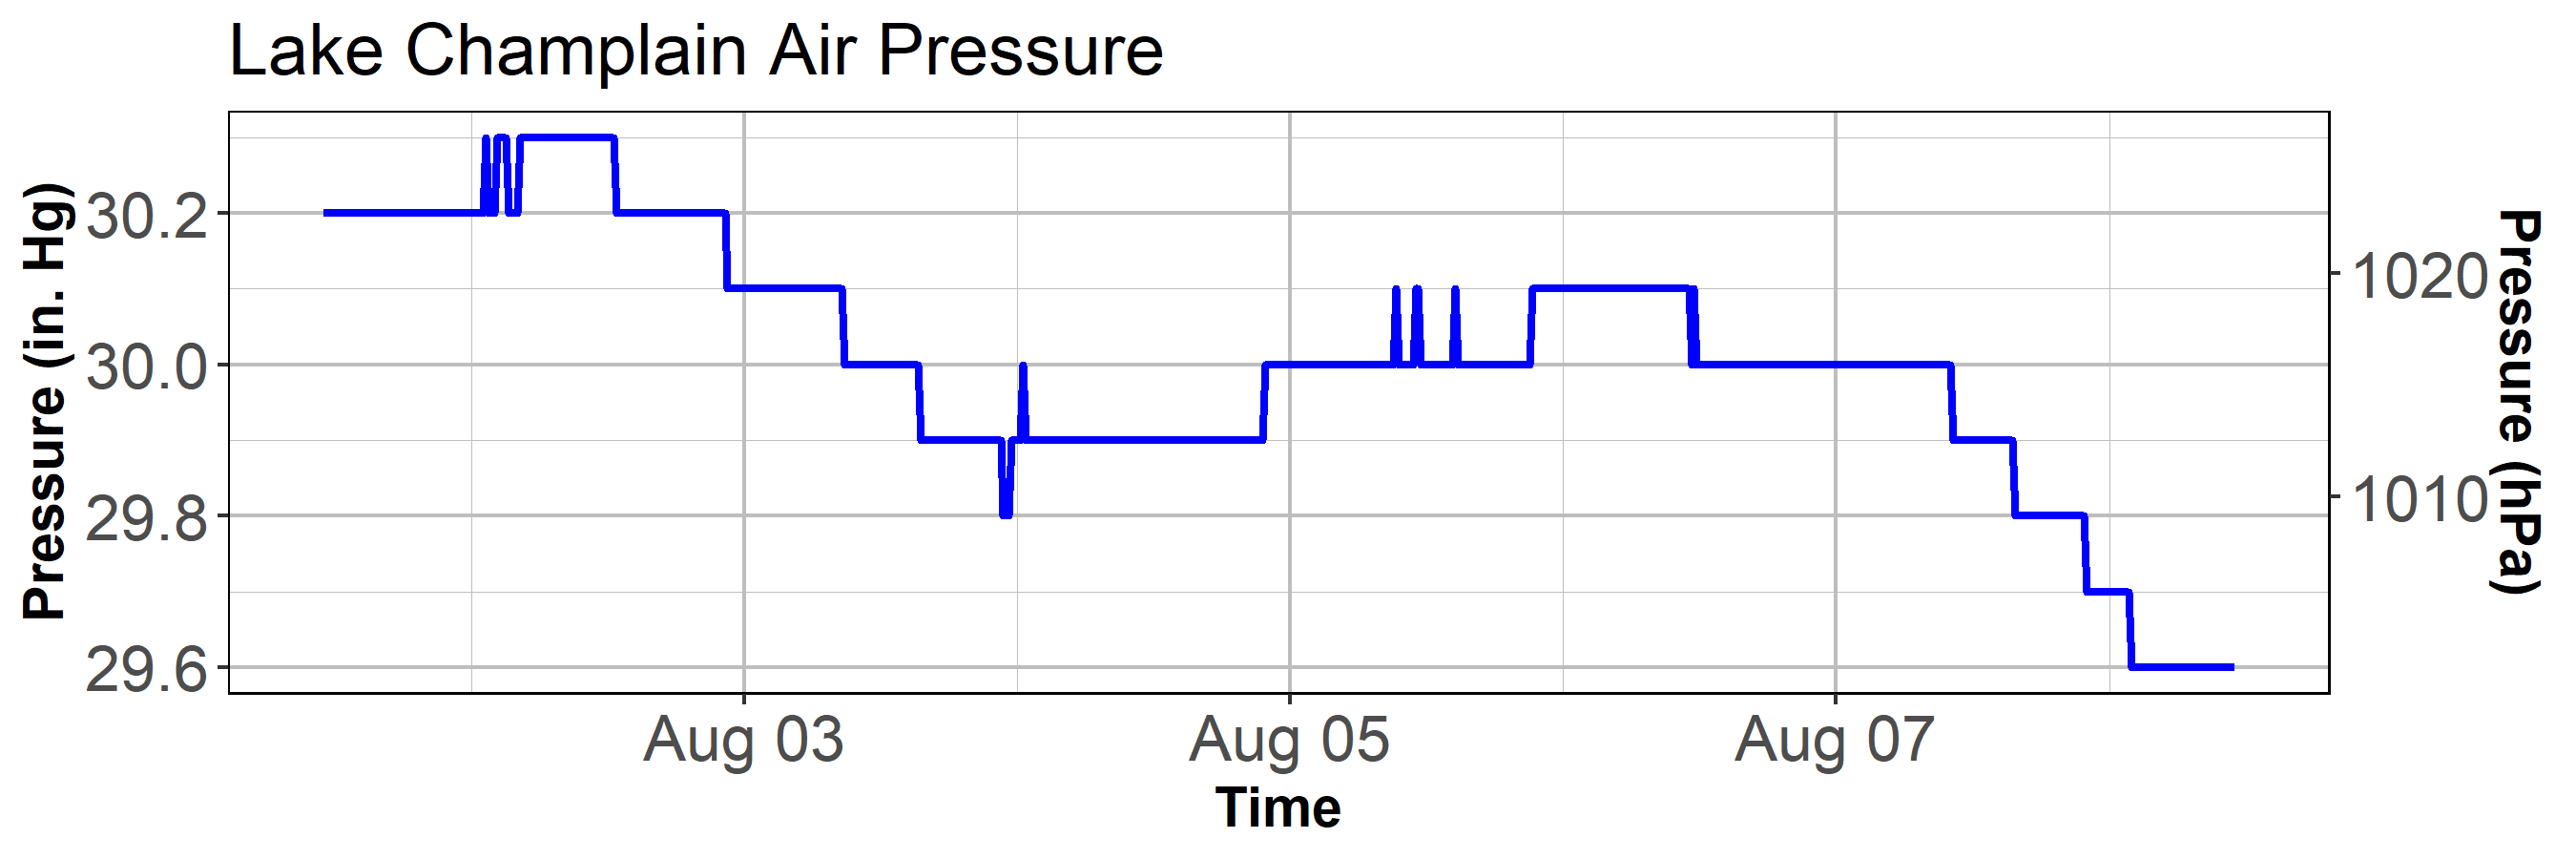 Lake Champlain Air Pressure
Pressure (in. Hg)
30.2
30.0
29.8
29.6
1020
1010
Pressure (hPa)
Aug 03 Aug 05 Aug 07
Time